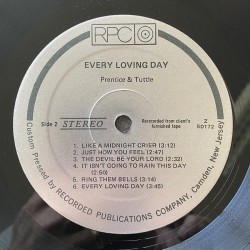 RPC
EVERY LOVING DAY
Prentice & Tuttle
Side 2 STEREO
Rerecorded from client's
furnished tape
Z
50172
1. LIKE A MIDNIGHT CRIER (3:12)
2. JUST HOW YOU FEEL (2:47)
3. THE DEVIL BE YOUR LORD (2:32)
4. IT ISN'T GOING TO RAIN THIS DAY
(2:50)
5. RING THEM BELLS (3:14)
6. EVERY LOVING DAY (3:45)
Custom Pressed by RECORDED PUBLICATIONS COMPANY, Camden, New Jersey